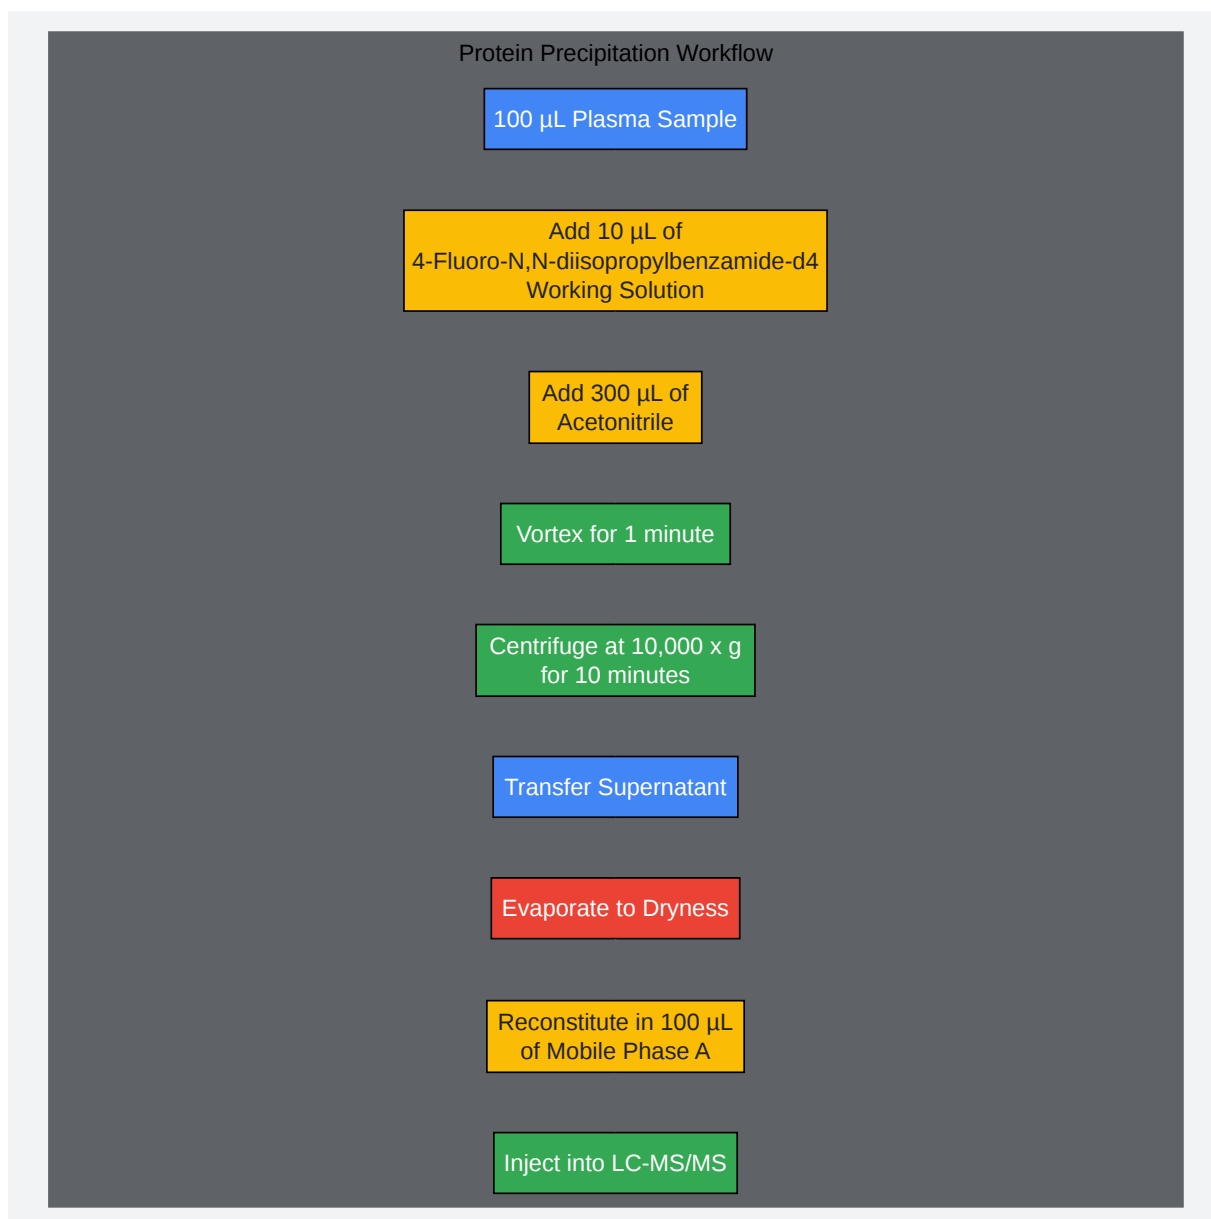 Protein Precipitation Workflow
100 µL Plasma Sample
Add 10 µL of
4-Fluoro-N,N-diisopropylbenzamide-d4
Working Solution
Add 300 µL of
Acetonitrile
Vortex for 1 minute
Centrifuge at 10,000 x g
for 10 minutes
Transfer Supernatant
Evaporate to Dryness
Reconstitute in 100 µL
of Mobile Phase A
Inject into LC-MS/MS